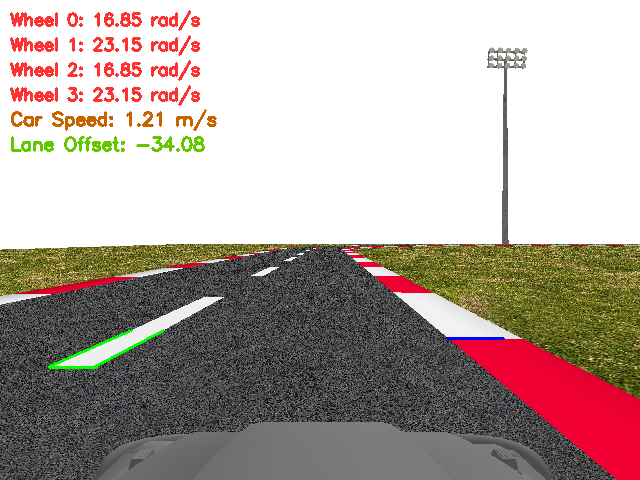 Wheel 0: 16.85 rad/s
Wheel 1: 23.15 rad/s
Wheel 2: 16.85 rad/s
Wheel 3: 23.15 rad/s
Car Speed: 1.21 m/s
Lane Offset: -34.08